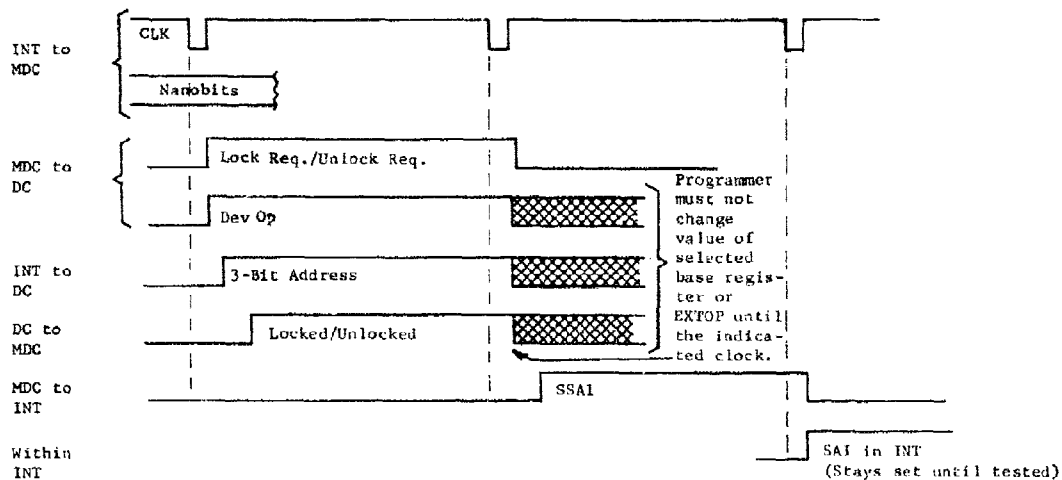 INT to
MDC
CLK
Nanobits
MDC to
DC
Lock Req./Unlock Req.
Dev Op
INT to
DC
3-Bit Address
DC to
MDC
Locked/Unlocked
Programmer
must not
change
value of
selected
base regis-
ter or
EXTOP until
the indica-
ted clock.
MDC to
INT
SSAI
Within
INT
SAI in INT
(Stays set until tested)